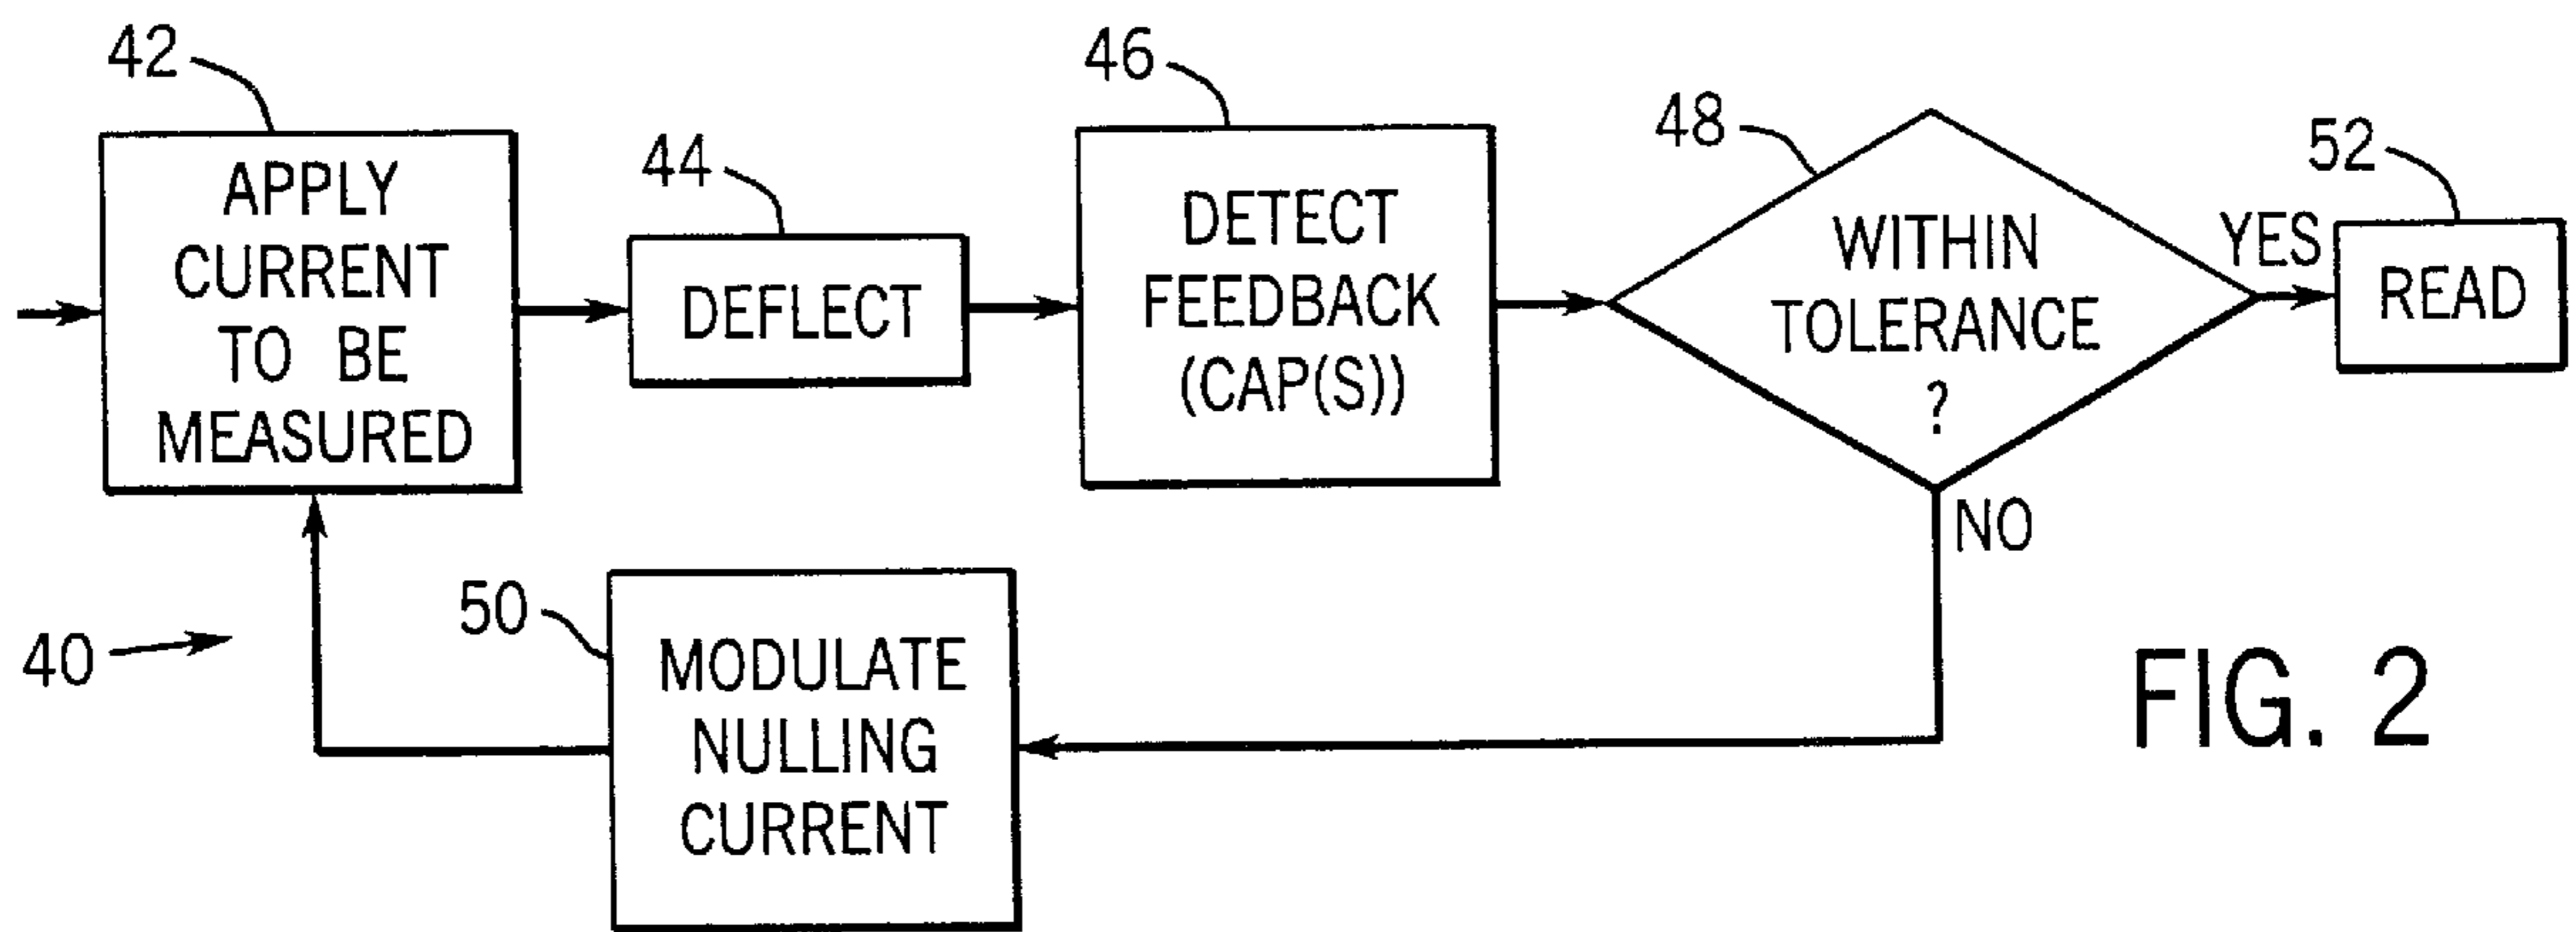 42
APPLY
CURRENT
TO BE
MEASURED
44
DEFLECT
46
DETECT
FEEDBACK
(CAP(S))
48
WITHIN
TOLERANCE
?
YES
52
READ
NO
50
MODULATE
NULLING
CURRENT
40
FIG. 2